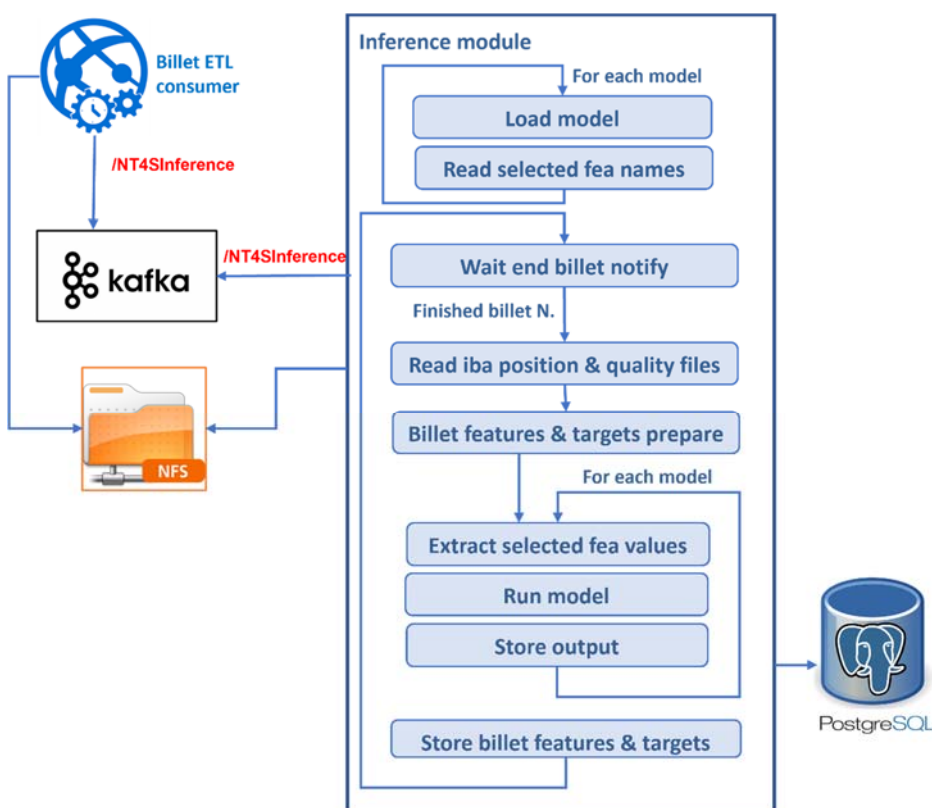 Billet ETL
consumer
/NT4SInference
kafka
/NT4SInference
NFS
Inference module
For each model
Load model
Read selected fea names
Wait end billet notify
Finished billet N.
Read iba position & quality files
Billet features & targets prepare
For each model
Extract selected fea values
Run model
Store output
Store billet features & targets
PostgreSQL